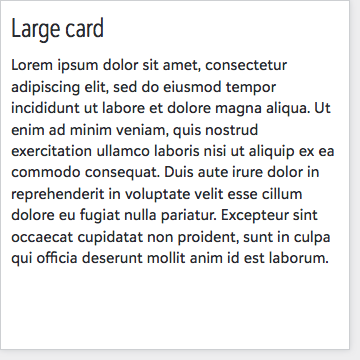 Large card
Lorem ipsum dolor sit amet, consectetur
adipiscing elit, sed do eiusmod tempor
incididunt ut labore et dolore magna aliqua. Ut
enim ad minim veniam, quis nostrud
exercitation ullamco laboris nisi ut aliquip ex ea
commodo consequat. Duis aute irure dolor in
reprehenderit in voluptate velit esse cillum
dolore eu fugiat nulla pariatur. Excepteur sint
occaecat cupidatat non proident, sunt in culpa
qui officia deserunt mollit anim id est laborum.